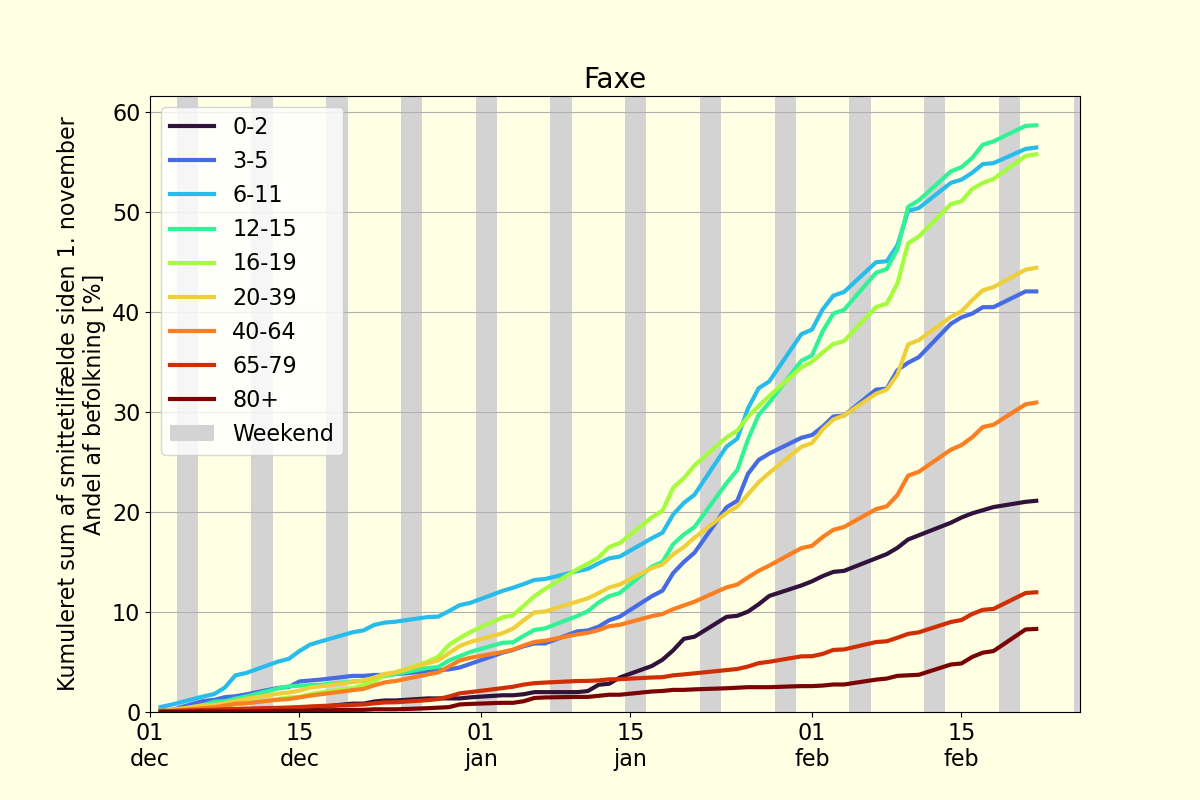 Faxe
Kumuleret sum af smittetilfælde siden 1. november
Andel af befolkning [%]
60
50
40
30
20
10
0
0-2
3-5
6-11
12-15
16-19
20-39
40-64
65-79
80+
Weekend
01 15 01 15 01 15
dec dec jan jan feb feb